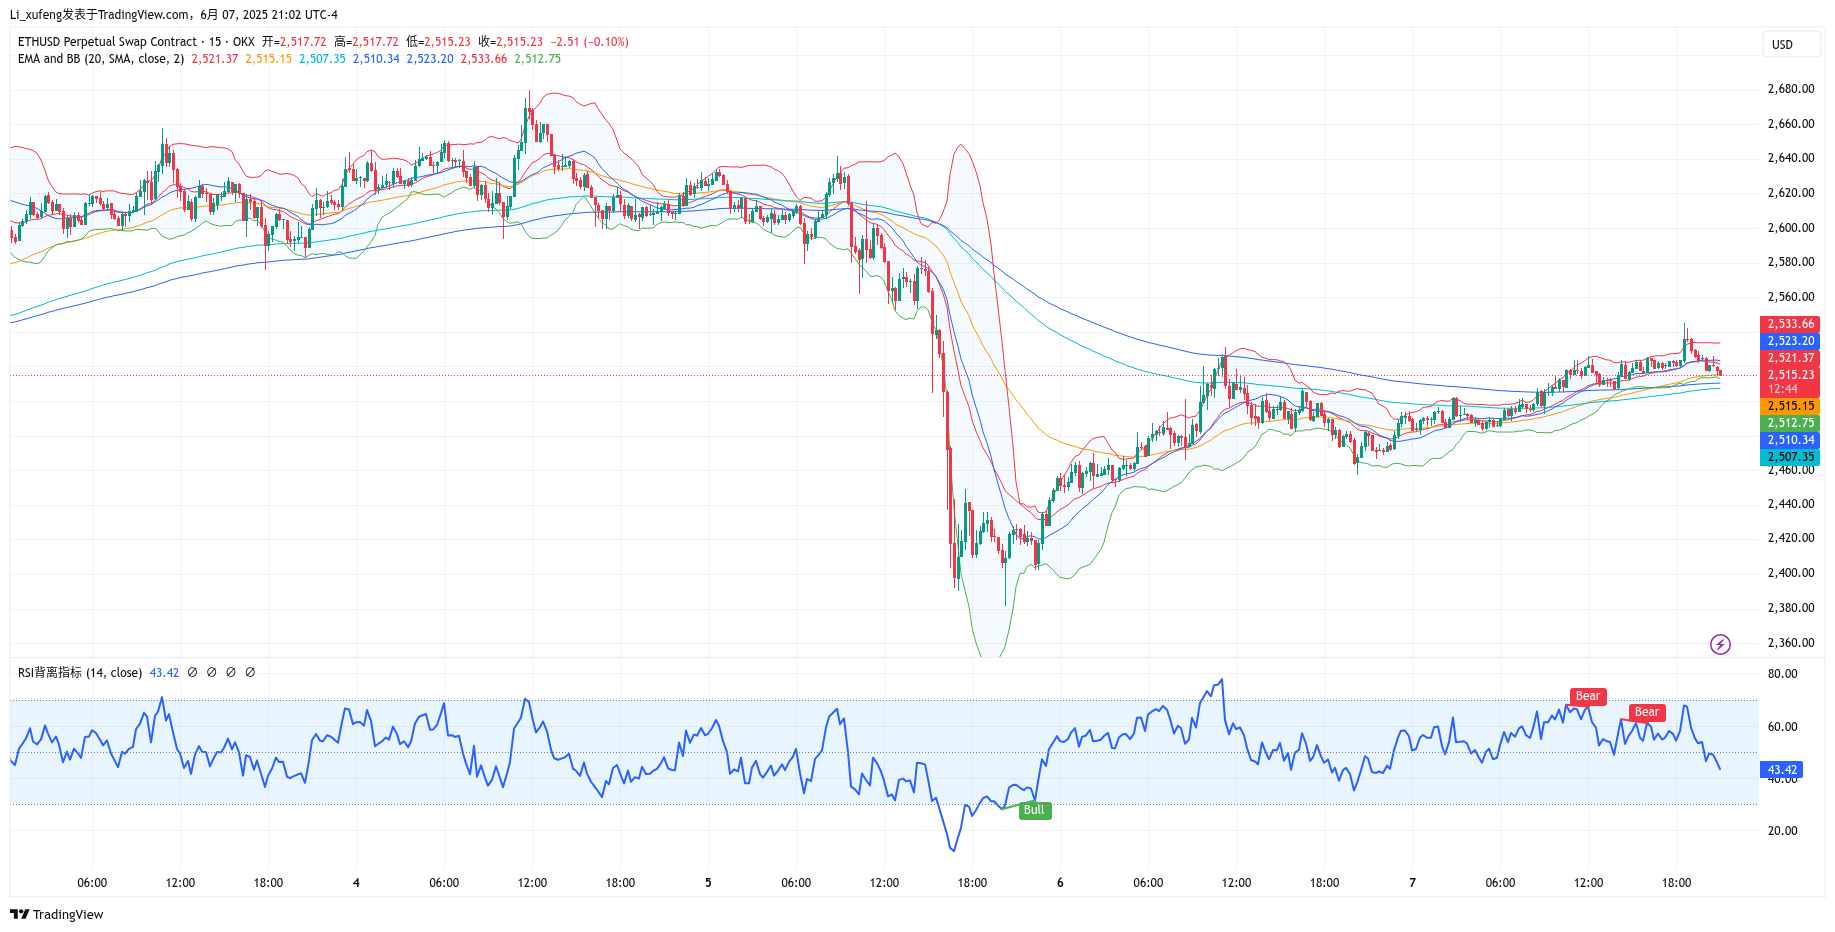 Li_xufeng发表于TradingView.com，6月 07, 2025 21:02 UTC-4
ETHUSD Perpetual Swap Contract · 15 · OKX 开=2,517.72 高=2,517.72 低=2,515.23 收=2,515.23 −2.51 (−0.10%)
EMA and BB (20, SMA, close, 2) 2,521.37 2,515.15 2,507.35 2,510.34 2,523.20 2,533.66 2,512.75
USD
2,680.00
2,660.00
2,640.00
2,620.00
2,600.00
2,580.00
2,560.00
2,533.66
2,523.20
2,521.37
2,515.23
12:44
2,515.15
2,512.75
2,510.34
2,507.35
2,460.00
2,440.00
2,420.00
2,400.00
2,380.00
2,360.00
RSI背离指标 (14, close) 43.42 ∅ ∅ ∅ ∅
80.00
Bear
Bear
60.00
43.42
40.00
Bull
20.00
06:00 12:00 18:00 4 06:00 12:00 18:00 5 06:00 12:00 18:00 6 06:00 12:00 18:00 7 06:00 12:00 18:00
TradingView